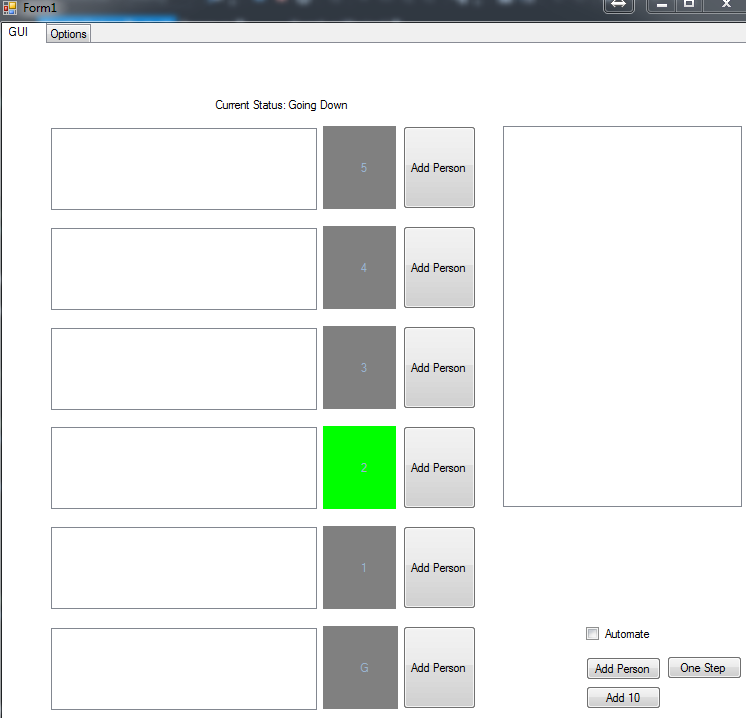 Form1
GUI Options
Current Status: Going Down
5 Add Person
4 Add Person
3 Add Person
2 Add Person
1 Add Person
G Add Person
Automate
Add Person One Step
Add 10